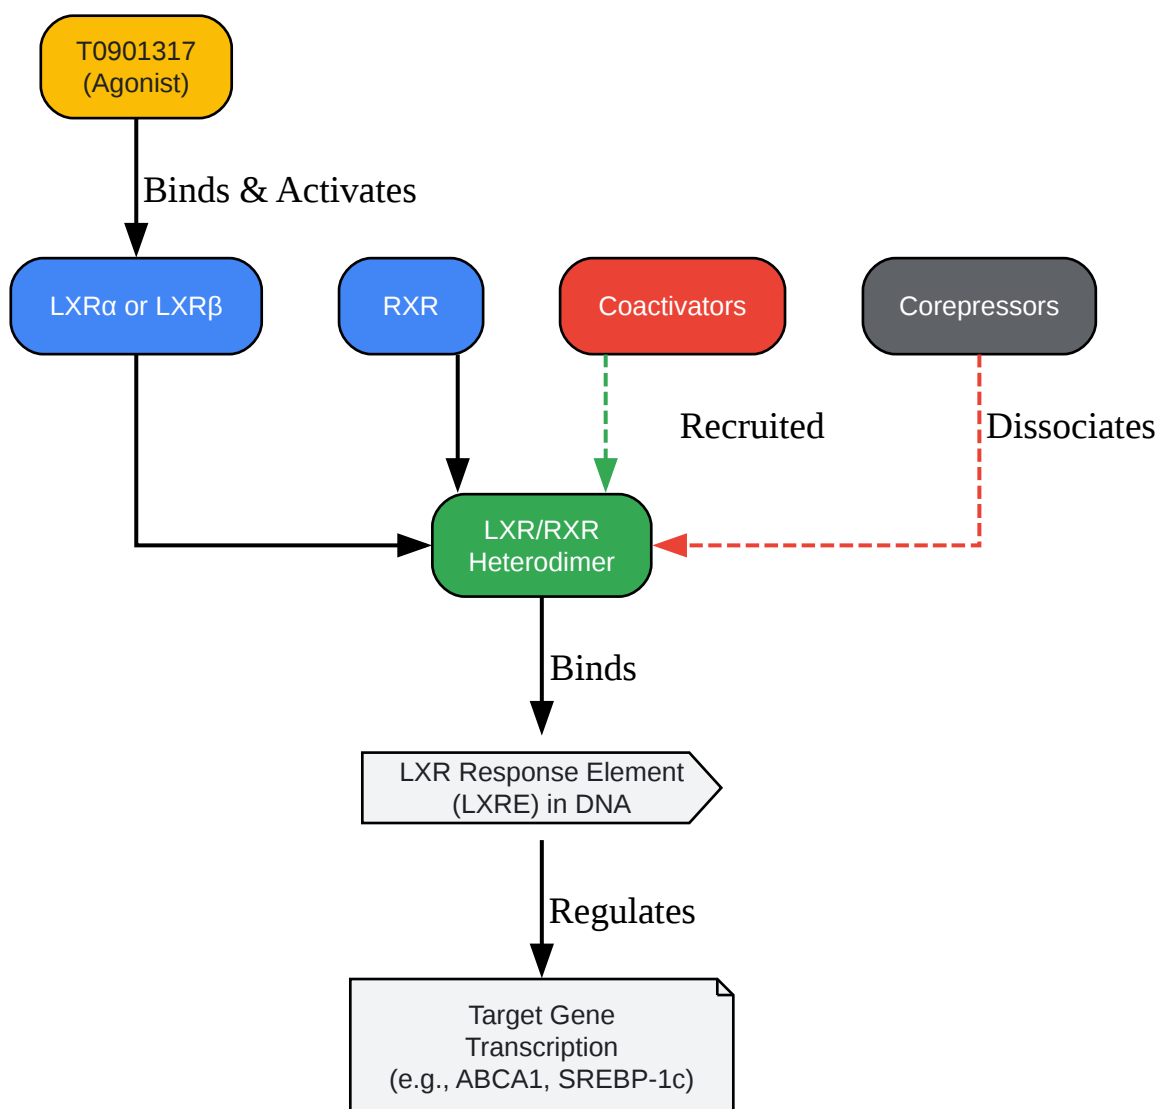 T0901317
(Agonist)
Binds & Activates
LXRα or LXRβ
RXR
Coactivators
Corepressors
Recruited
Dissociates
LXR/RXR
Heterodimer
Binds
LXR Response Element
(LXRE) in DNA
Regulates
Target Gene
Transcription
(e.g., ABCA1, SREBP-1c)